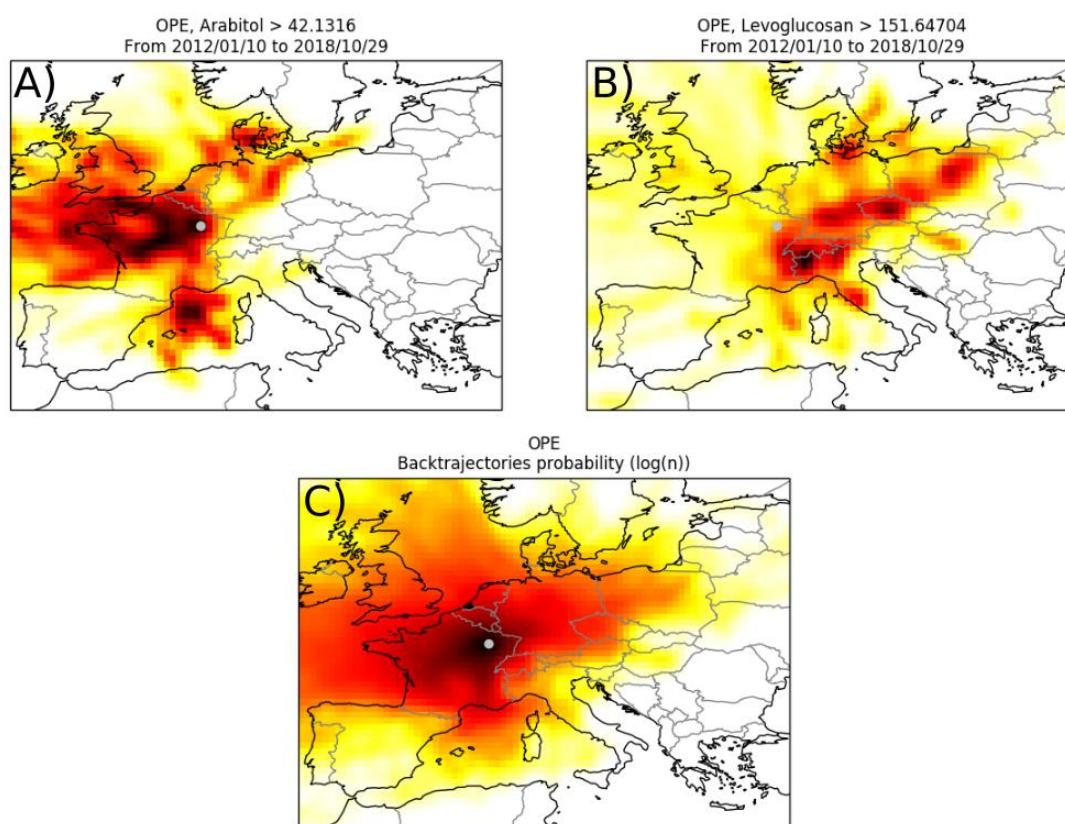 OPE, Arabitol > 42.1316
From 2012/01/10 to 2018/10/29
A)
OPE, Levoglucosan > 151.64704
From 2012/01/10 to 2018/10/29
B)
OPE
Backtrajectories probability (log(n))
C)